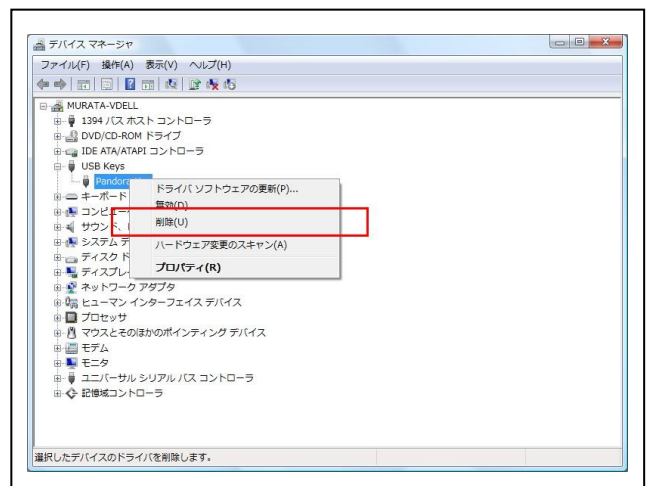 デバイス マネージャ
ファイル(F) 操作(A) 表示(V) ヘルプ(H)
MURATA-VDELL
1394 バス ホスト コントローラ
DVD/CD-ROM ドライブ
IDE ATA/ATAPI コントローラ
USB Keys
Pandora
キーボード
コンピュー
サウンド、
システム デ
ディスク ド
ディスプレ
ネットワーク アダプタ
ヒューマン インターフェイス デバイス
プロセッサ
マウスとそのほかのポインティング デバイス
モデム
モニタ
ユニバーサル シリアル バス コントローラ
記憶域コントローラ
ドライバ ソフトウェアの更新(P)...
無効(D)
削除(U)
ハードウェア変更のスキャン(A)
プロパティ(R)
選択したデバイスのドライバを削除します。